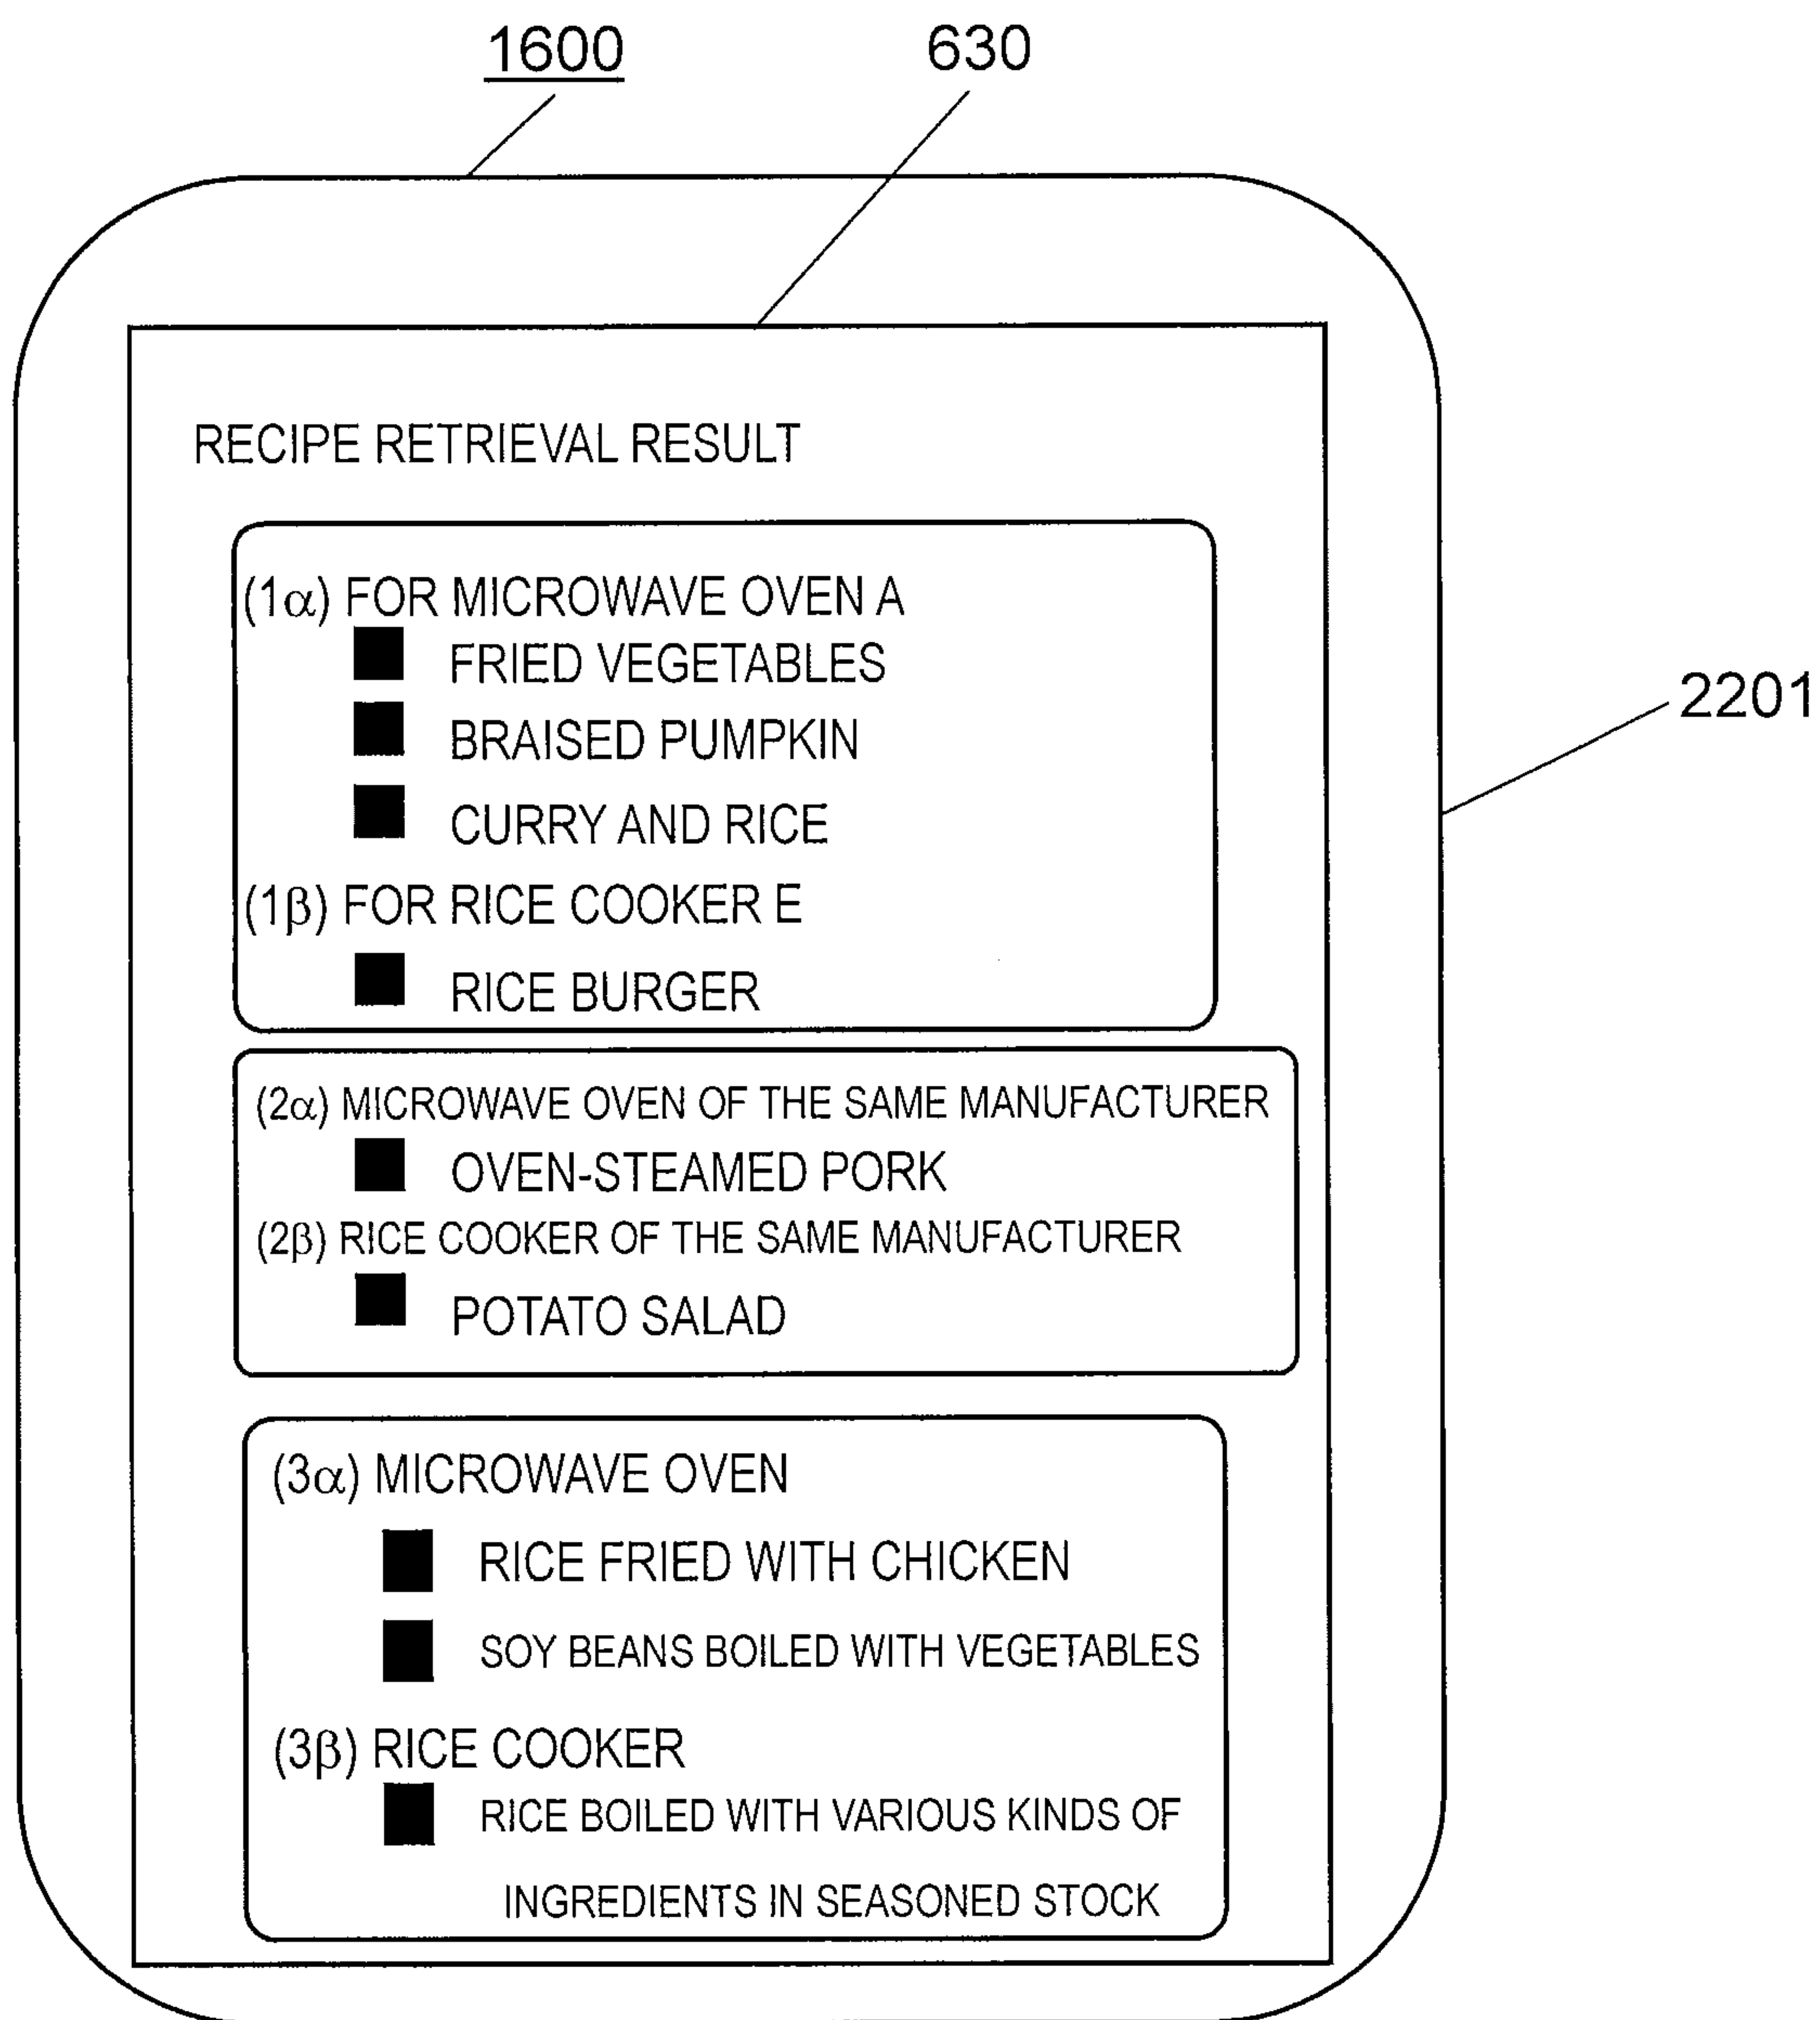 1600
630
RECIPE RETRIEVAL RESULT
(1α) FOR MICROWAVE OVEN A
FRIED VEGETABLES
2201
BRAISED PUMPKIN
CURRY AND RICE
(1β) FOR RICE COOKER E
RICE BURGER
(2α) MICROWAVE OVEN OF THE SAME MANUFACTURER
OVEN-STEAMED PORK
(2β) RICE COOKER OF THE SAME MANUFACTURER
POTATO SALAD
(3α) MICROWAVE OVEN
RICE FRIED WITH CHICKEN
SOY BEANS BOILED WITH VEGETABLES
(3β) RICE COOKER
RICE BOILED WITH VARIOUS KINDS OF
INGREDIENTS IN SEASONED STOCK